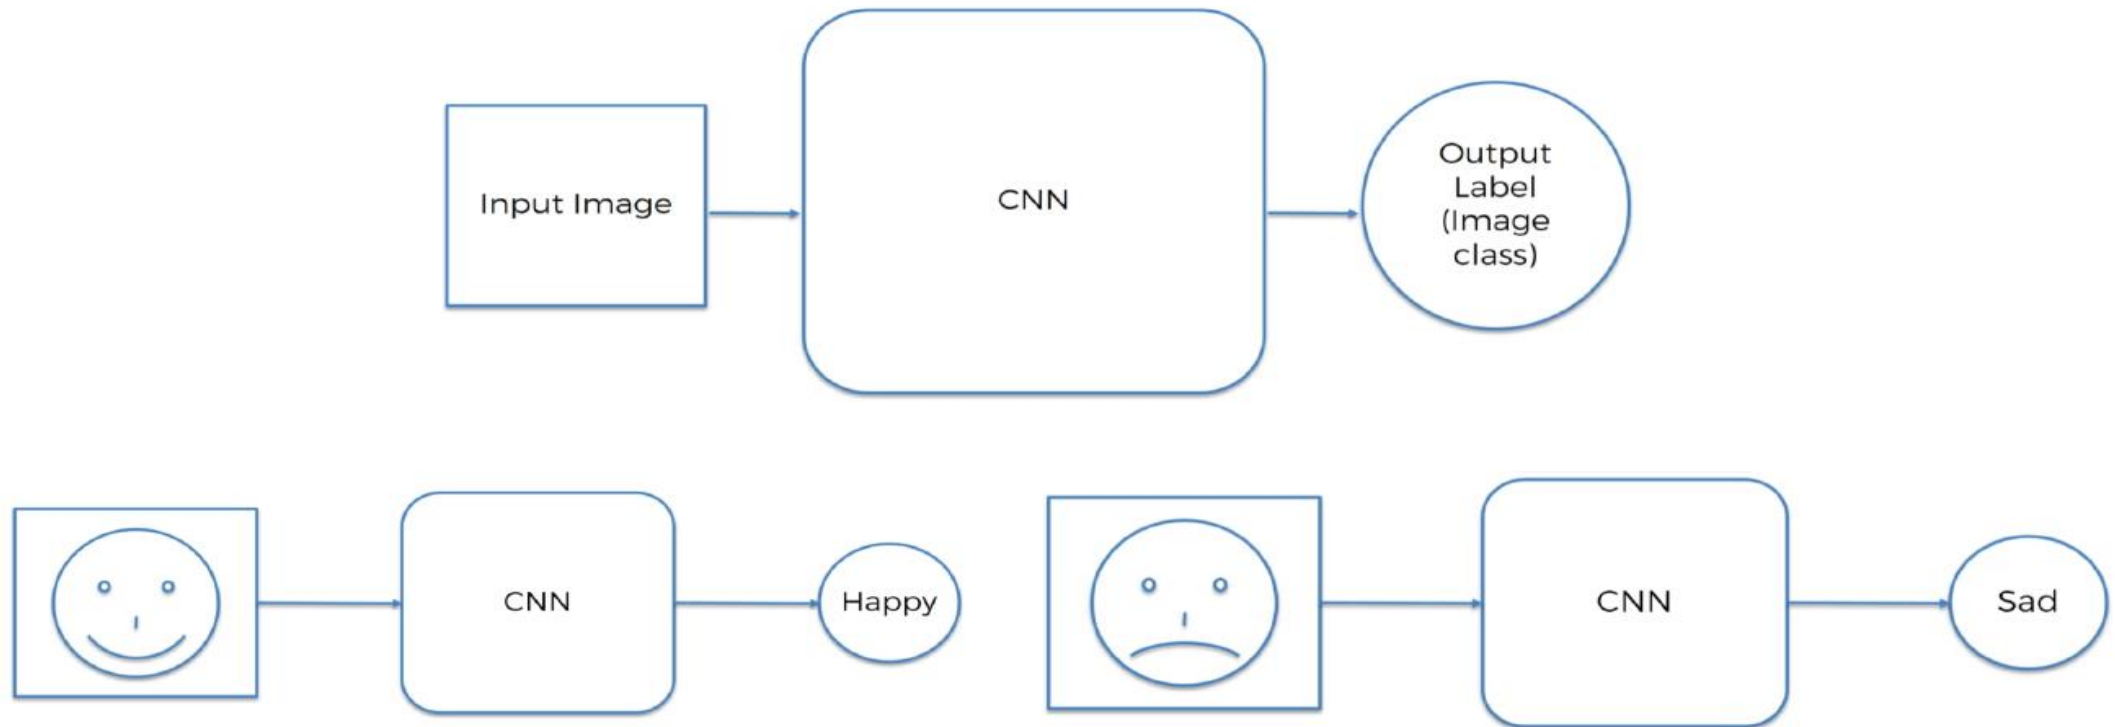 Input Image
CNN
Output
Label
(Image
class)
CNN
Happy
CNN
Sad